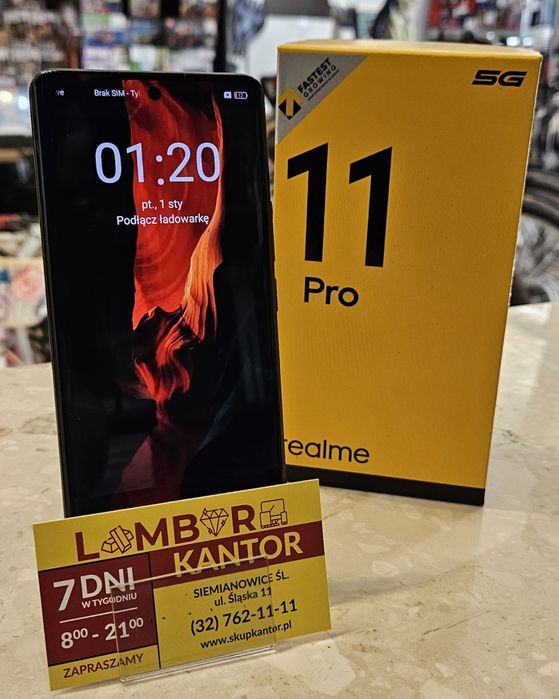 Brak SIM - Ty
01:20
pt., 1 sty
Podłącz ładowarkę
FASTEST
GROWING
5G
11
Pro
realme
LOMBARD
KANTOR
7 DNI
W TYGODNIU
8⁰⁰ - 21⁰⁰
ZAPRASZAMY
SIEMIANOWICE ŚL.
ul. Śląska 11
(32) 762-11-11
www.skupkantor.pl